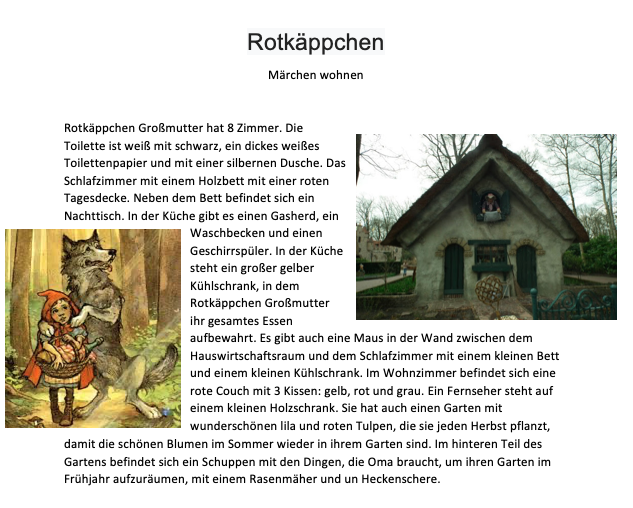 Rotkäppchen
Märchen wohnen
Rotkäppchen Großmutter hat 8 Zimmer. Die
Toilette ist weiß mit schwarz, ein dickes weißes
Toilettenpapier und mit einer silbernen Dusche. Das
Schlafzimmer mit einem Holzbett mit einer roten
Tagesdecke. Neben dem Bett befindet sich ein
Nachttisch. In der Küche gibt es einen Gasherd, ein
Waschbecken und einen
Geschirrspüler. In der Küche
steht ein großer gelber
Kühlschrank, in dem
Rotkäppchen Großmutter
ihr gesamtes Essen
aufbewahrt. Es gibt auch eine Maus in der Wand zwischen dem
Hauswirtschaftsraum und dem Schlafzimmer mit einem kleinen Bett
und einem kleinen Kühlschrank. Im Wohnzimmer befindet sich eine
rote Couch mit 3 Kissen: gelb, rot und grau. Ein Fernseher steht auf
einem kleinen Holzschrank. Sie hat auch einen Garten mit
wunderschönen lila und roten Tulpen, die sie jeden Herbst pflanzt,
damit die schönen Blumen im Sommer wieder in ihrem Garten sind. Im hinteren Teil des
Gartens befindet sich ein Schuppen mit den Dingen, die Oma braucht, um ihren Garten im
Frühjahr aufzuräumen, mit einem Rasenmäher und un Heckenschere.